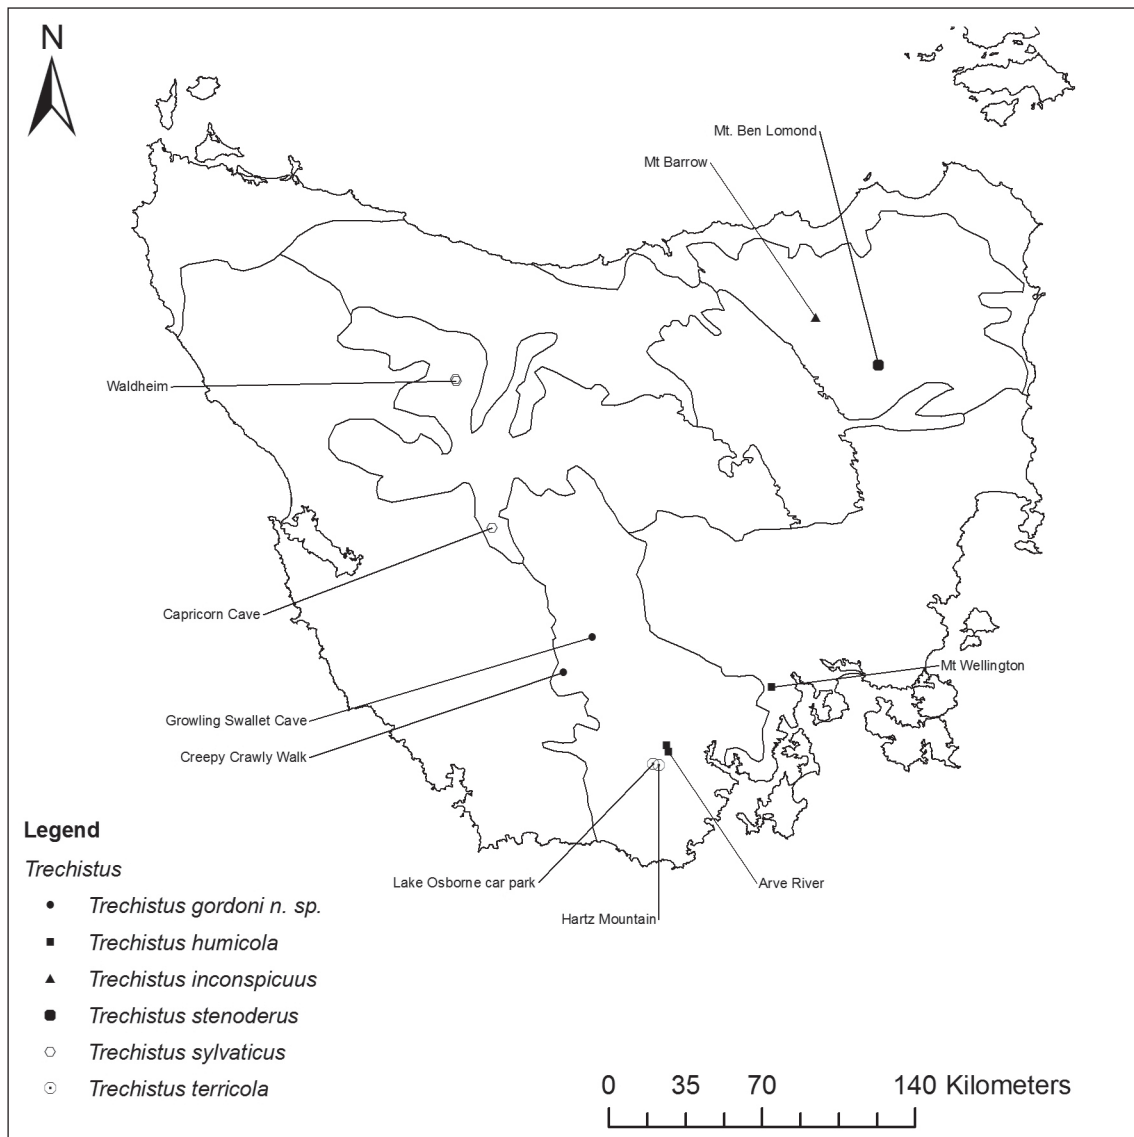 N
Mt. Ben Lomond
Mt Barrow
Waldheim
Capricorn Cave
Mt Wellington
Growling Swallet Cave
Creepy Crawly Walk
Lake Osborne car park
Arve River
Hartz Mountain
Legend
Trechistus
Trechistus gordoni n. sp.
Trechistus humicola
Trechistus inconspicuus
Trechistus stenoderus
Trechistus sylvaticus
Trechistus terricola
0 35 70 140 Kilometers